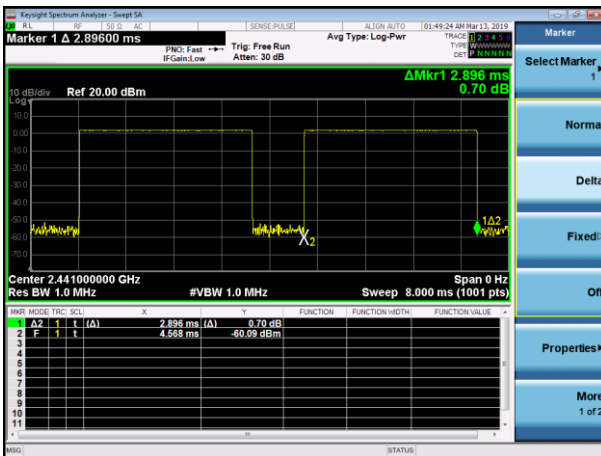 Keysight Spectrum Analyzer - Swept SA
RL RF 50 Ω AC SENSE:PULSE ALIGN AUTO 01:49:24 AM Mar 13, 2019
Marker 1 Δ 2.89600 ms
PNO: Fast
IFGain:Low
Trig: Free Run
Atten: 30 dB
Avg Type: Log-Pwr
TRACE 1 2 3 4 5 6
TYPE WWWWWW
DET P N N N N N
ΔMkr1 2.896 ms
0.70 dB
10 dB/div Ref 20.00 dBm
Log
10.0
0.00
-10.0
-20.0
-30.0
-40.0
-50.0
-60.0
-70.0
1Δ2
X2
Center 2.441000000 GHz Span 0 Hz
Res BW 1.0 MHz #VBW 1.0 MHz Sweep 8.000 ms (1001 pts)
MKR MODE TRC SCL X Y FUNCTION FUNCTION WIDTH FUNCTION VALUE
1 Δ2 1 t (Δ) 2.896 ms (Δ) 0.70 dB
2 F 1 t 4.568 ms -60.09 dBm
3
4
5
6
7
8
9
10
11
MSG STATUS
Marker
Select Marker
1
Norma
Delta
Fixed
Off
Properties
More
1 of 2